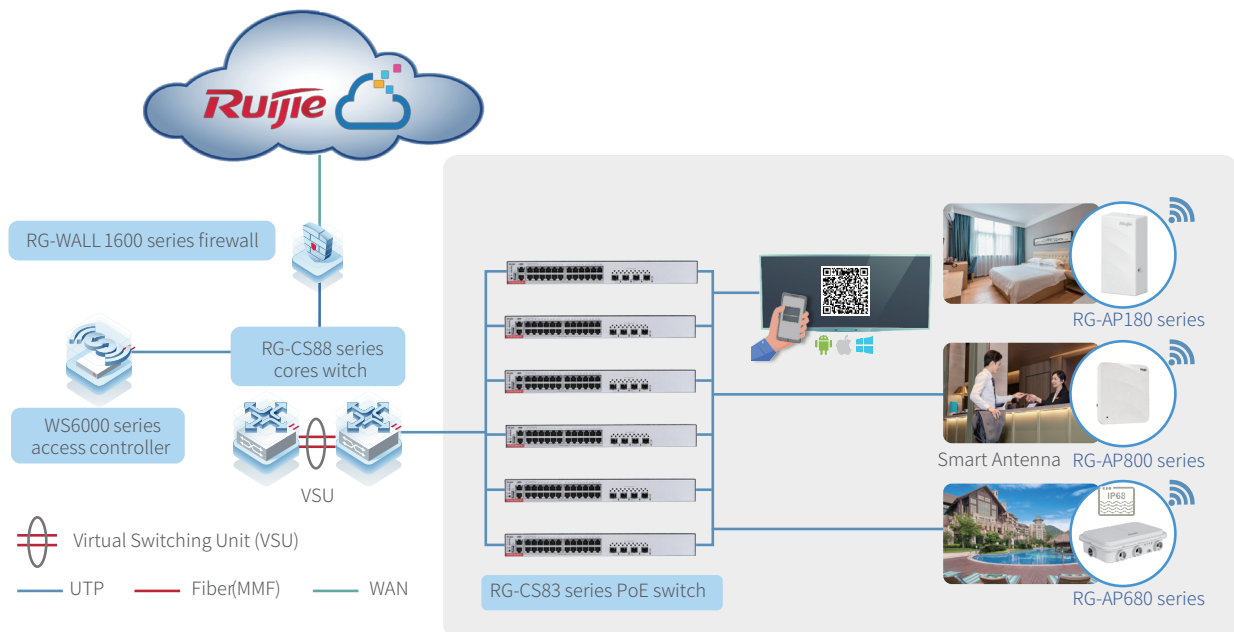 Ruijie
RG-WALL 1600 series firewall
RG-CS88 series
cores witch
WS6000 series
access controller
VSU
Virtual Switching Unit (VSU)
UTP
Fiber(MMF)
WAN
RG-CS83 series PoE switch
Ruijie
RG-AP180 series
Smart Antenna
RG-AP800 series
IP68
RG-AP680 series